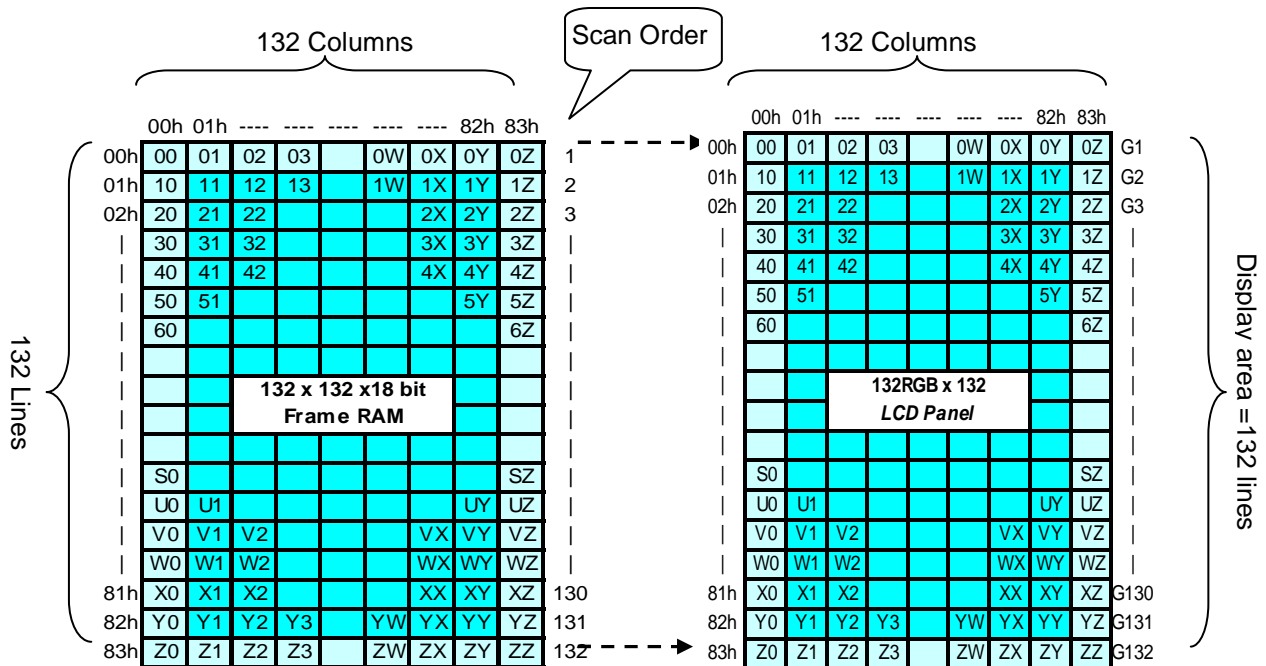 132 Columns
Scan Order
132 Columns
00h 01h ---- ---- ---- ---- ---- 82h 83h
00h 01h ---- ---- ---- ---- ---- 82h 83h
00h 00 01 02 03 0W 0X 0Y 0Z 1
00h 00 01 02 03 0W 0X 0Y 0Z G1
01h 10 11 12 13 1W 1X 1Y 1Z 2
01h 10 11 12 13 1W 1X 1Y 1Z G2
02h 20 21 22 2X 2Y 2Z 3
02h 20 21 22 2X 2Y 2Z G3
30 31 32 3X 3Y 3Z
30 31 32 3X 3Y 3Z
40 41 42 4X 4Y 4Z
40 41 42 4X 4Y 4Z
50 51 5Y 5Z
50 51 5Y 5Z
60 6Z
60 6Z
132 Lines
132 x 132 x18 bit
Frame RAM
132RGB x 132
LCD Panel
Display area =132 lines
S0 SZ
S0 SZ
U0 U1 UY UZ
U0 U1 UY UZ
V0 V1 V2 VX VY VZ
V0 V1 V2 VX VY VZ
W0 W1 W2 WX WY WZ
W0 W1 W2 WX WY WZ
81h X0 X1 X2 XX XY XZ 130
81h X0 X1 X2 XX XY XZ G130
82h Y0 Y1 Y2 Y3 YW YX YY YZ 131
82h Y0 Y1 Y2 Y3 YW YX YY YZ G131
83h Z0 Z1 Z2 Z3 ZW ZX ZY ZZ 132
83h Z0 Z1 Z2 Z3 ZW ZX ZY ZZ G132